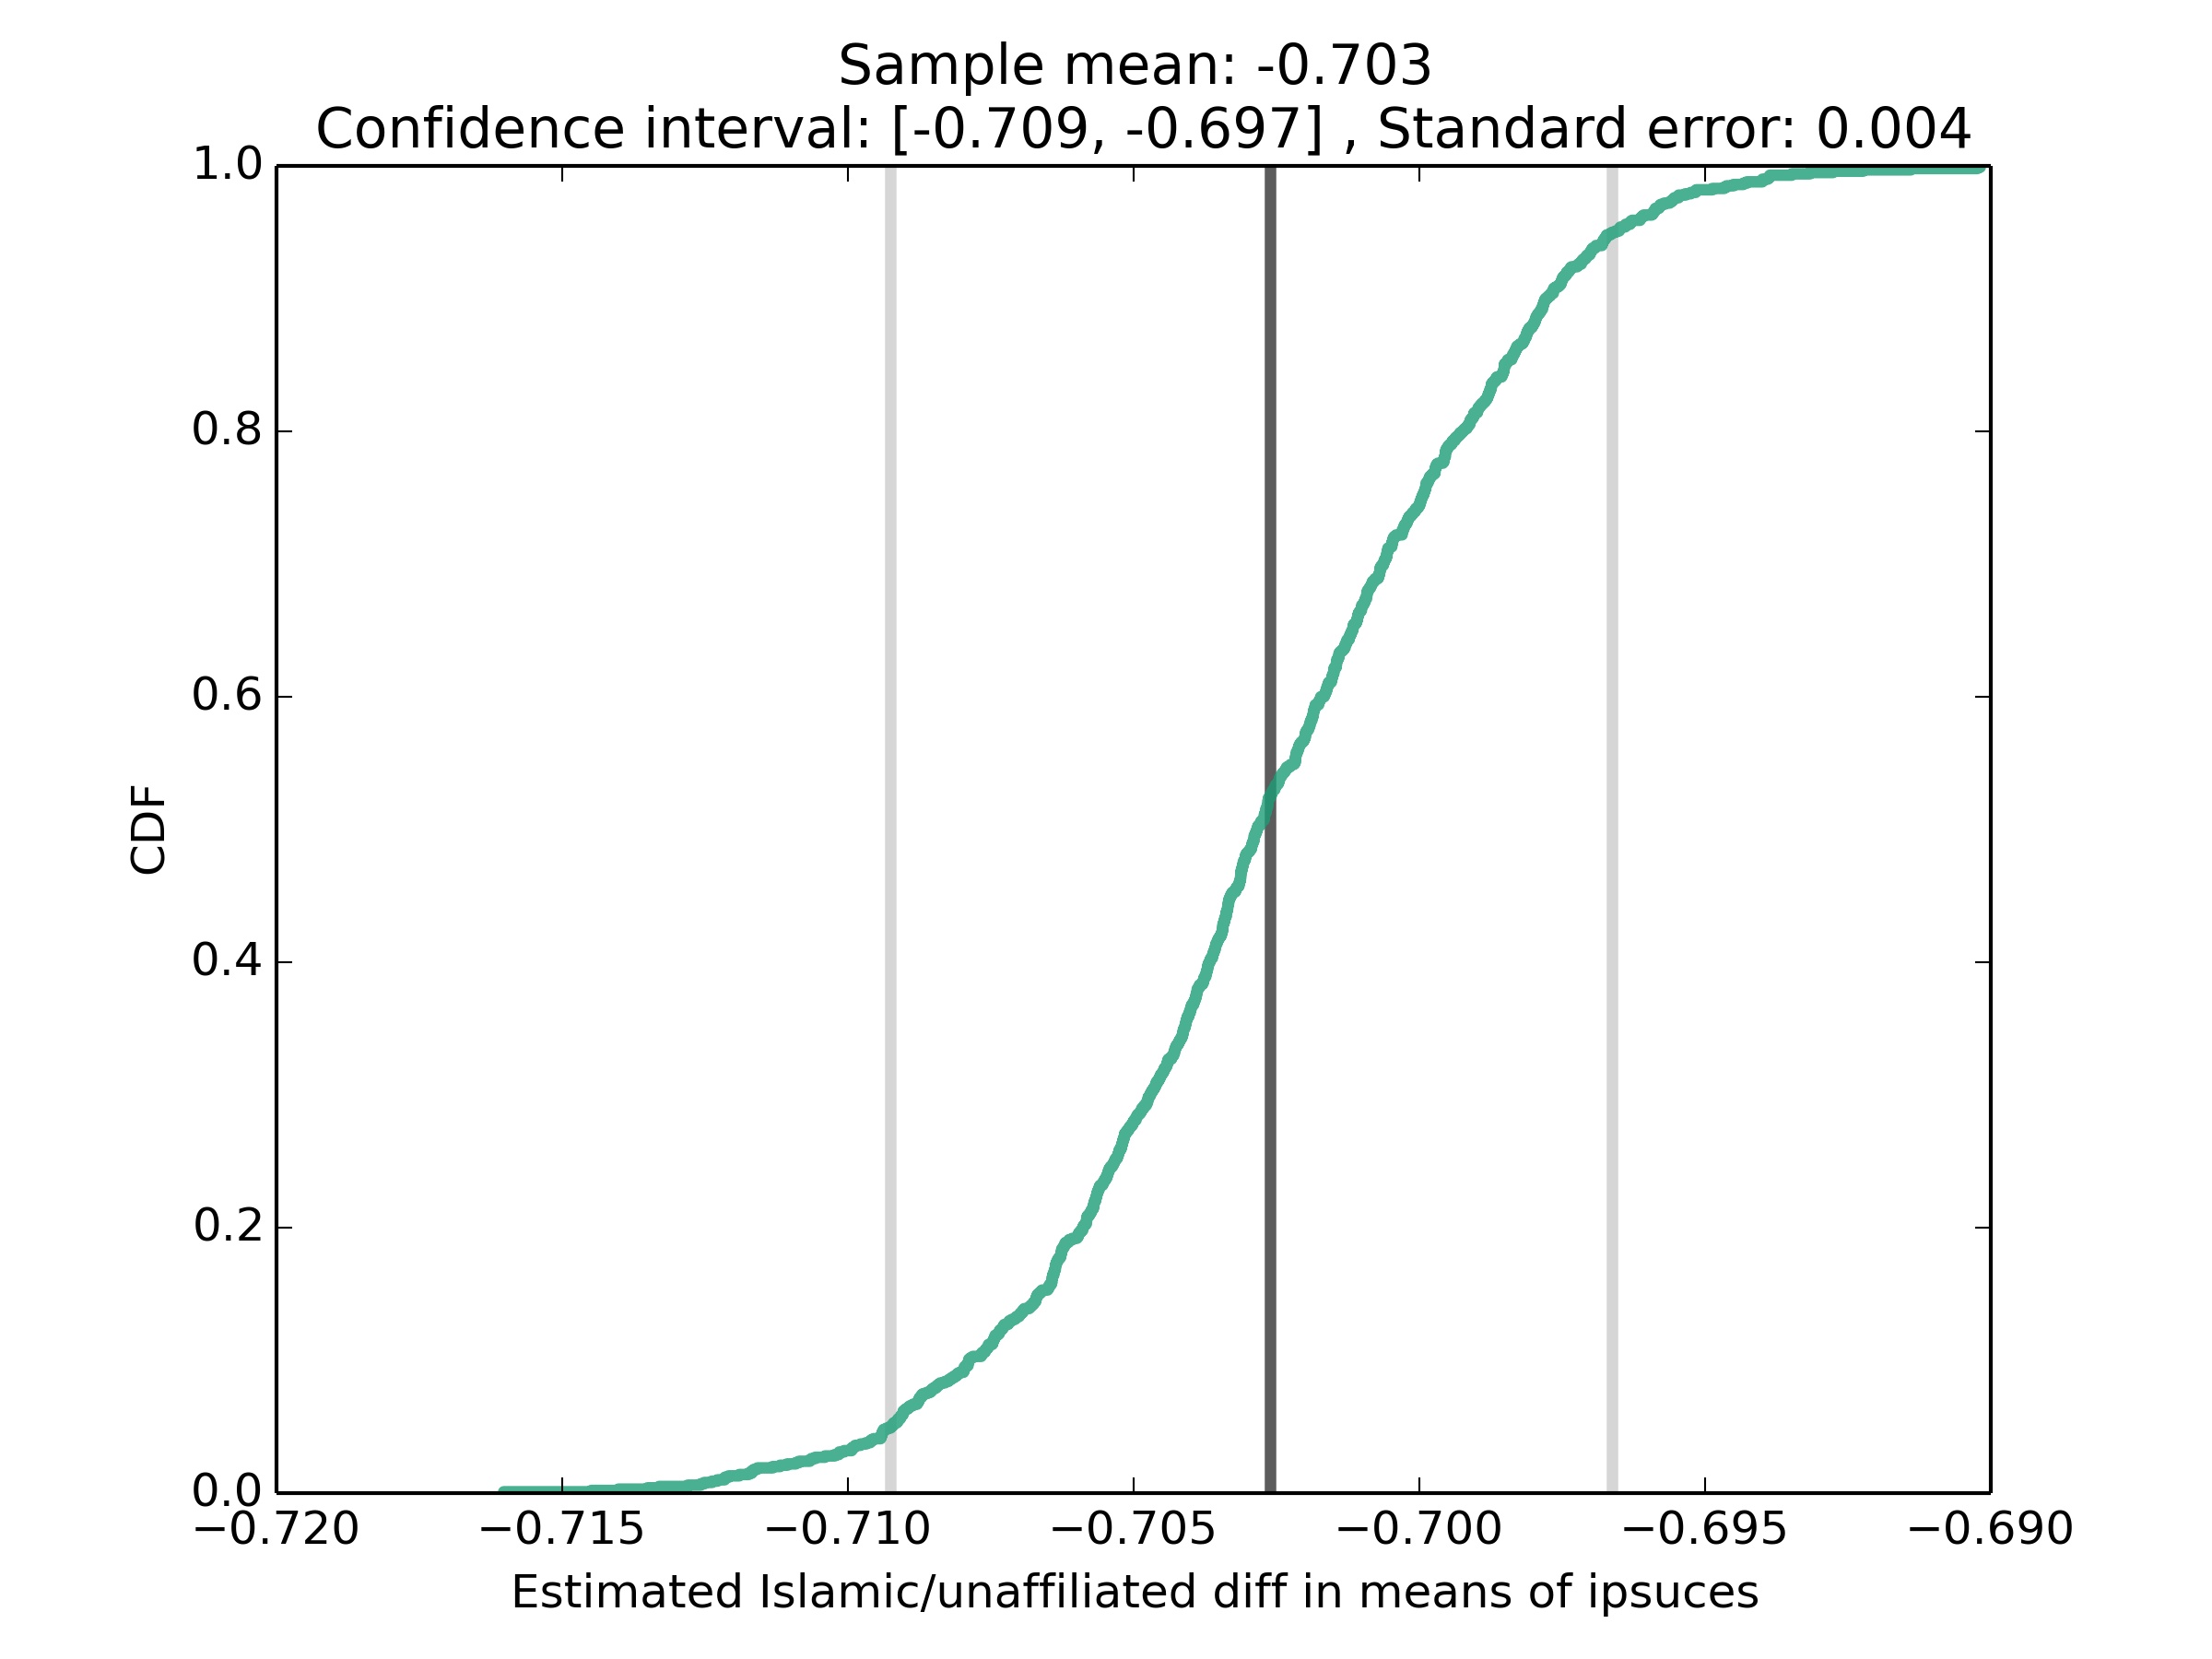 Sample mean: -0.703
Confidence interval: [-0.709, -0.697] , Standard error: 0.004
1.0
0.8
0.6
0.4
0.2
0.0
CDF
−0.720 −0.715 −0.710 −0.705 −0.700 −0.695 −0.690
Estimated Islamic/unaffiliated diff in means of ipsuces